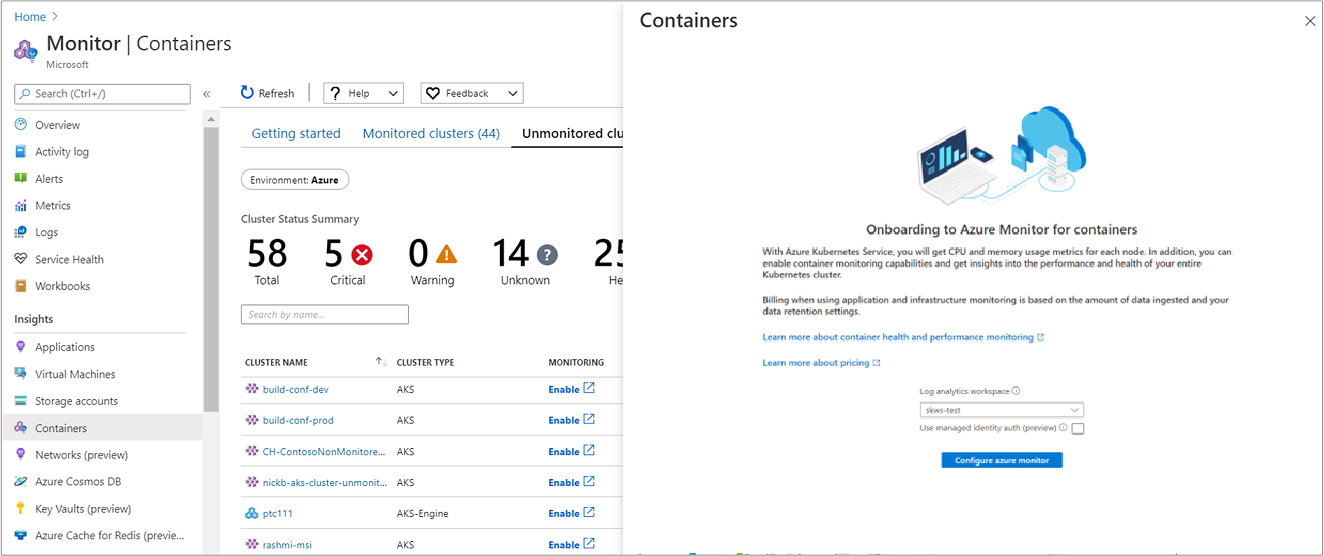 Home >
Monitor | Containers
Microsoft
Search (Ctrl+/)
«
Overview
Activity log
Alerts
Metrics
Logs
Service Health
Workbooks
Insights
Applications
Virtual Machines
Storage accounts
Containers
Networks (preview)
Azure Cosmos DB
Key Vaults (preview)
Azure Cache for Redis (previe...
Refresh
Help
Feedback
Getting started
Monitored clusters (44)
Unmonitored clu
Environment: Azure
Cluster Status Summary
58 5 0 14 25
Total Critical Warning Unknown He
Search by name...
CLUSTER NAME CLUSTER TYPE MONITORING
build-conf-dev AKS Enable
build-conf-prod AKS Enable
CH-ContosoNonMonitore... AKS Enable
nickb-aks-cluster-unmonit... AKS Enable
ptc111 AKS-Engine Enable
rashmi-msi AKS Enable
Containers
Onboarding to Azure Monitor for containers
With Azure Kubernetes Service, you will get CPU and memory usage metrics for each node. In addition, you can
enable container monitoring capabilities and get insights into the performance and health of your entire
Kubernetes cluster.
Billing when using application and infrastructure monitoring is based on the amount of data ingested and your
data retention settings.
Learn more about container health and performance monitoring
Learn more about pricing
Log analytics workspace
skws-test
Use managed identity auth (preview)
Configure azure monitor